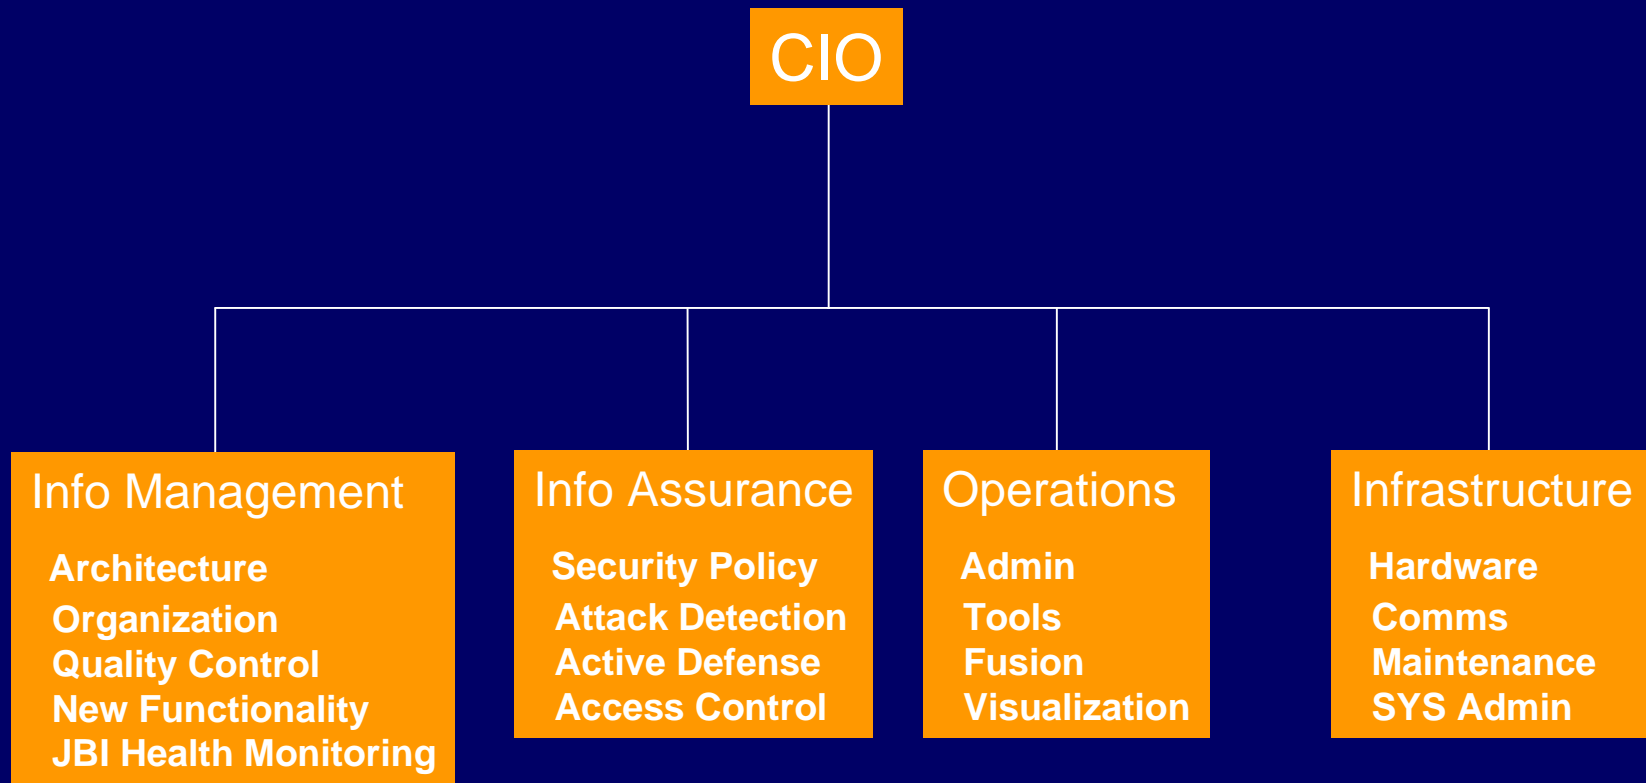 CIO
Info Management
Architecture
Organization
Quality Control
New Functionality
JBI Health Monitoring
Info Assurance
Security Policy
Attack Detection
Active Defense
Access Control
Operations
Admin
Tools
Fusion
Visualization
Infrastructure
Hardware
Comms
Maintenance
SYS Admin